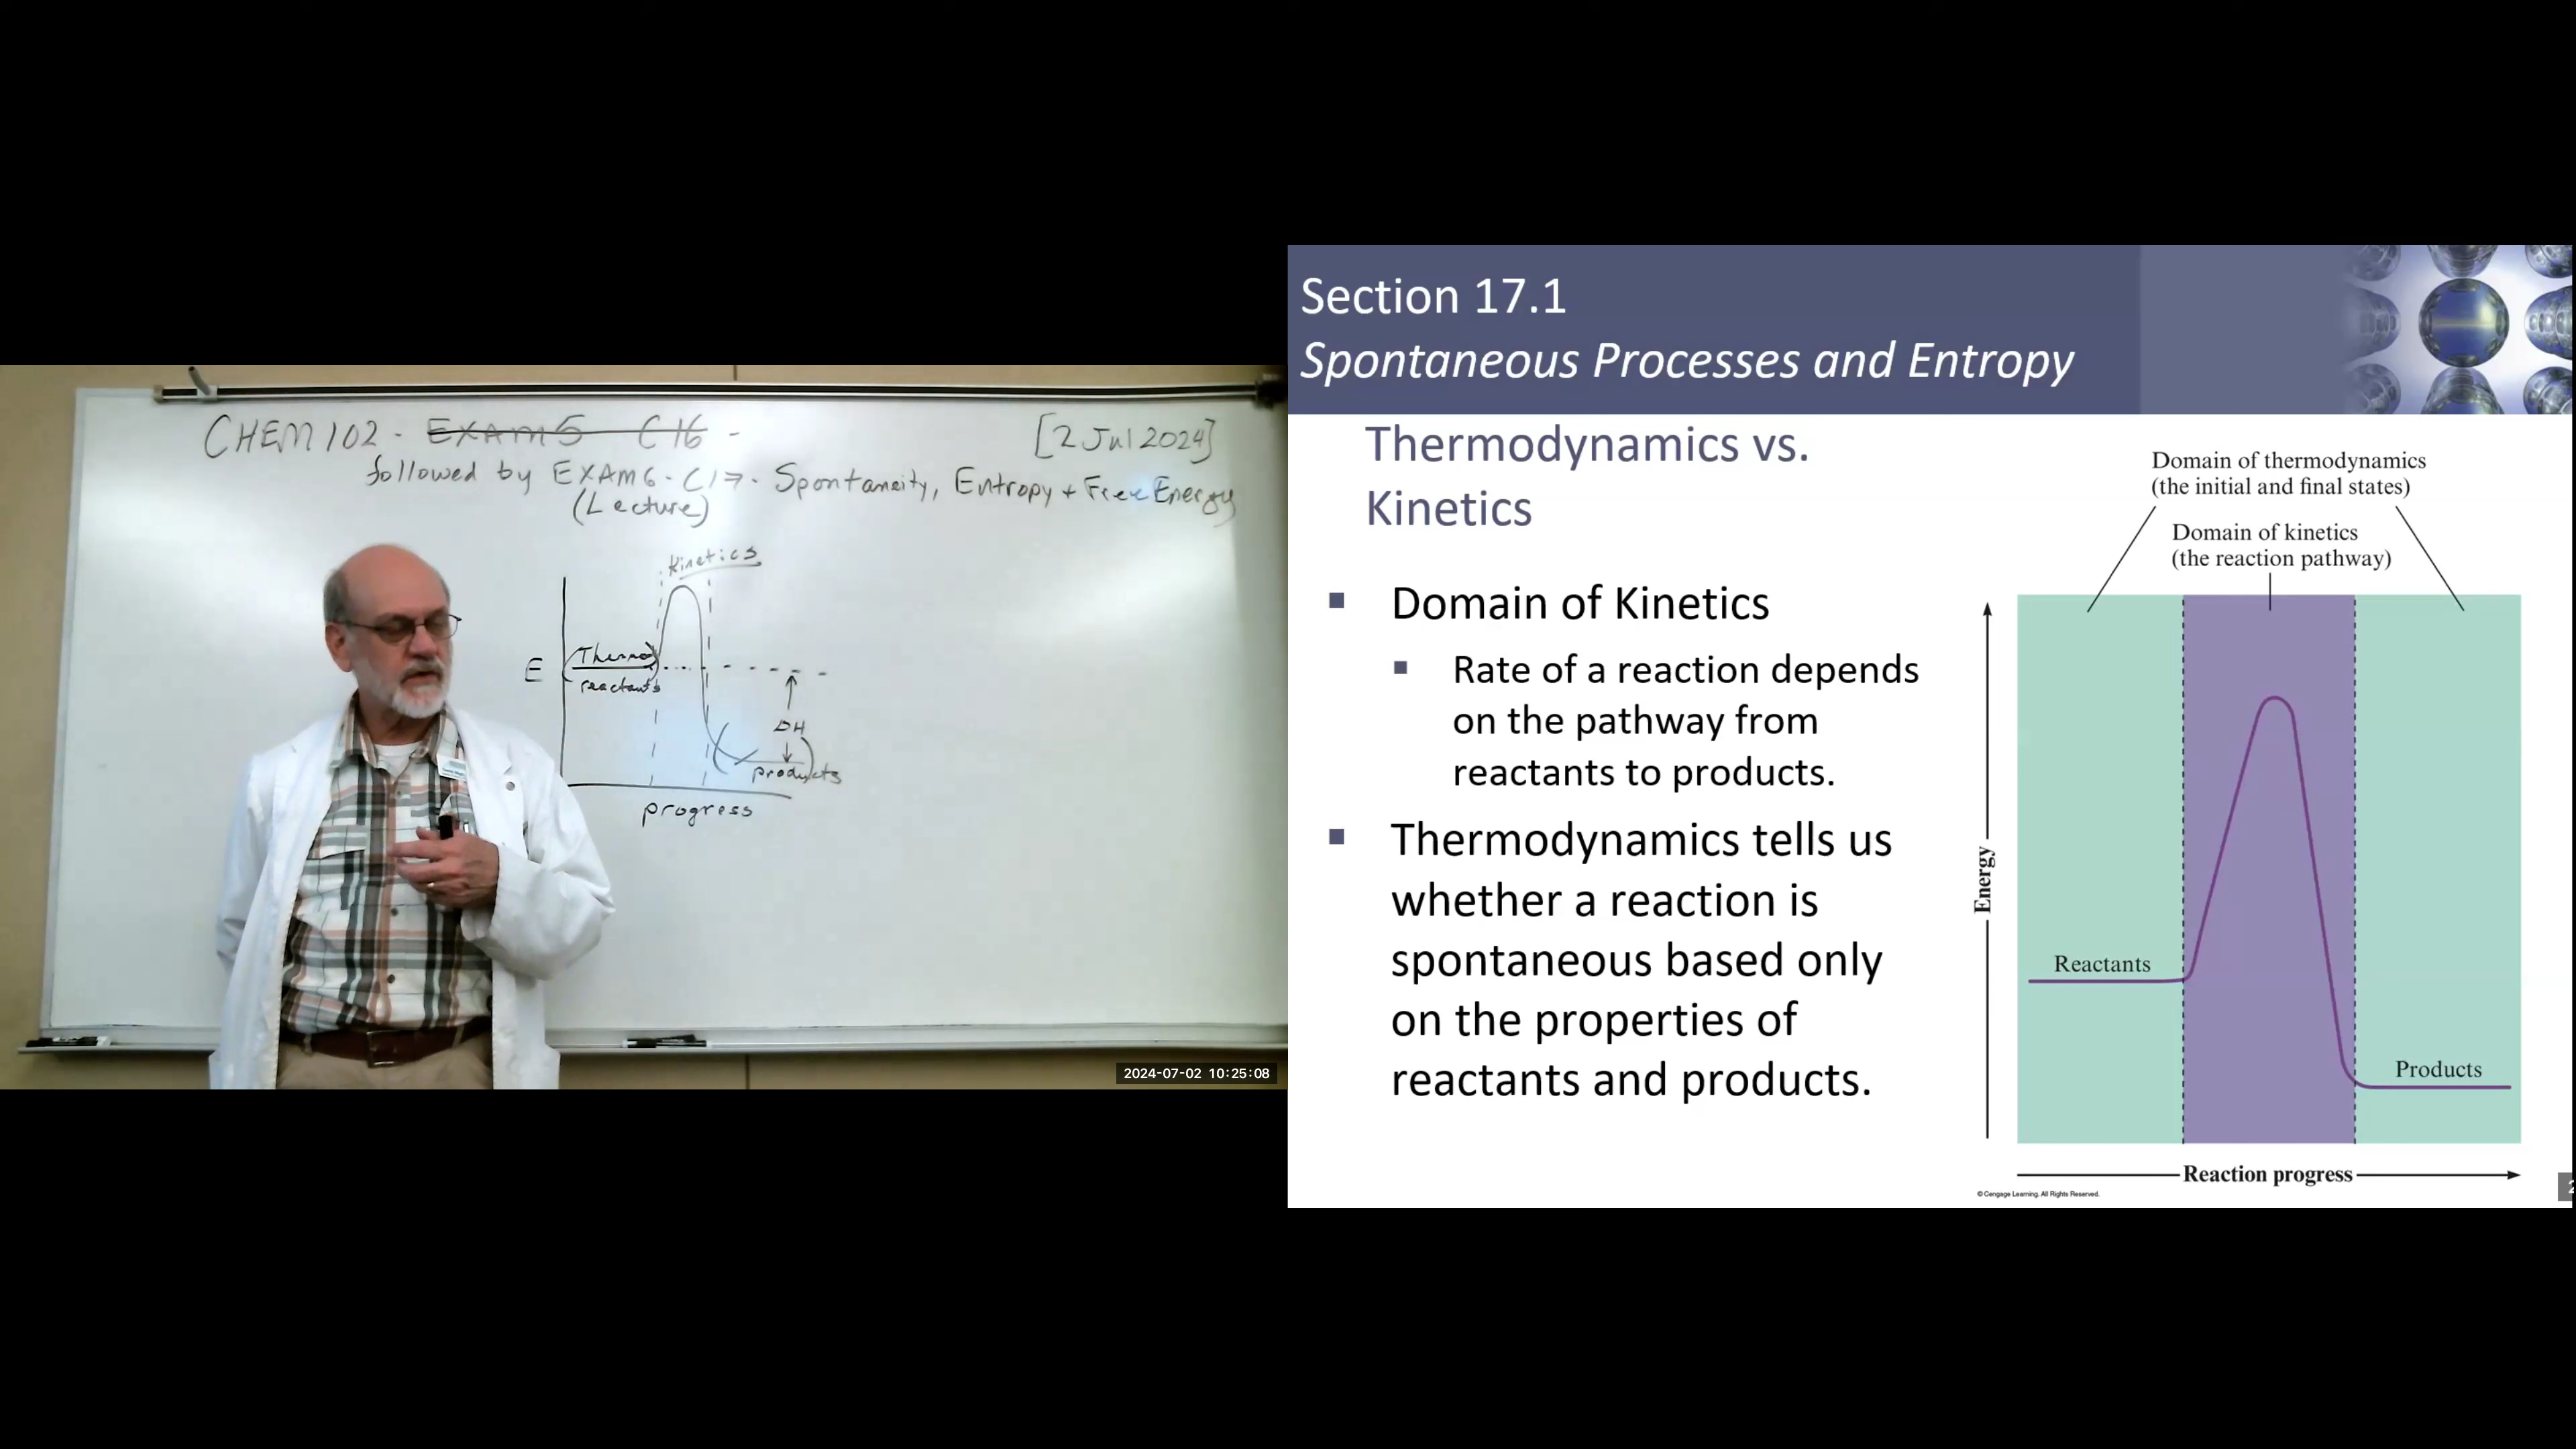 CHEM 102 - EXAM 5 C16 -
[2 Jul 2024]
followed by EXAM 6 - C17 - Spontaneity, Entropy + Free Energy
(Lecture)
Kinetics
E
Thermo
reactants
ΔH
products
progress
2024-07-02 10:25:08
Section 17.1
Spontaneous Processes and Entropy
Thermodynamics vs.
Kinetics
▪ Domain of Kinetics
▪ Rate of a reaction depends
on the pathway from
reactants to products.
▪ Thermodynamics tells us
whether a reaction is
spontaneous based only
on the properties of
reactants and products.
Domain of thermodynamics
(the initial and final states)
Domain of kinetics
(the reaction pathway)
Energy
Reactants
Products
Reaction progress
© Cengage Learning. All Rights Reserved.